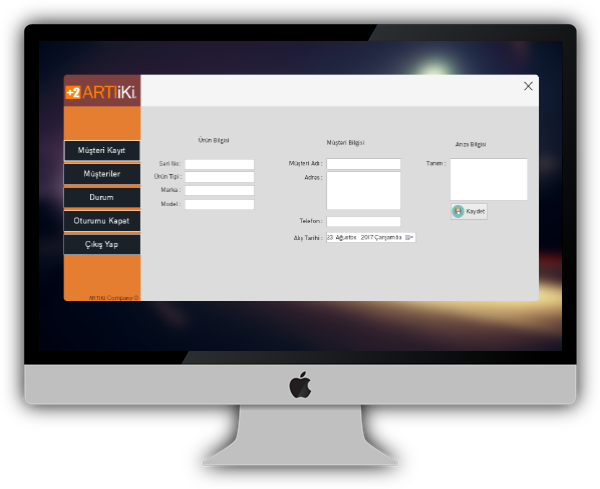 +2 ARTIiKi.
Müşteri Kayıt
Müşteriler
Durum
Oturumu Kapat
Çıkış Yap
ARTIiKi Company ©
Ürün Bilgisi
Seri No:
Ürün Tipi :
Marka :
Model :
Müşteri Bilgisi
Müşteri Adı :
Adres :
Telefon :
Alış Tarihi : 23 Ağustos 2017 Çarşamba
Arıza Bilgisi
Tanım :
Kaydet